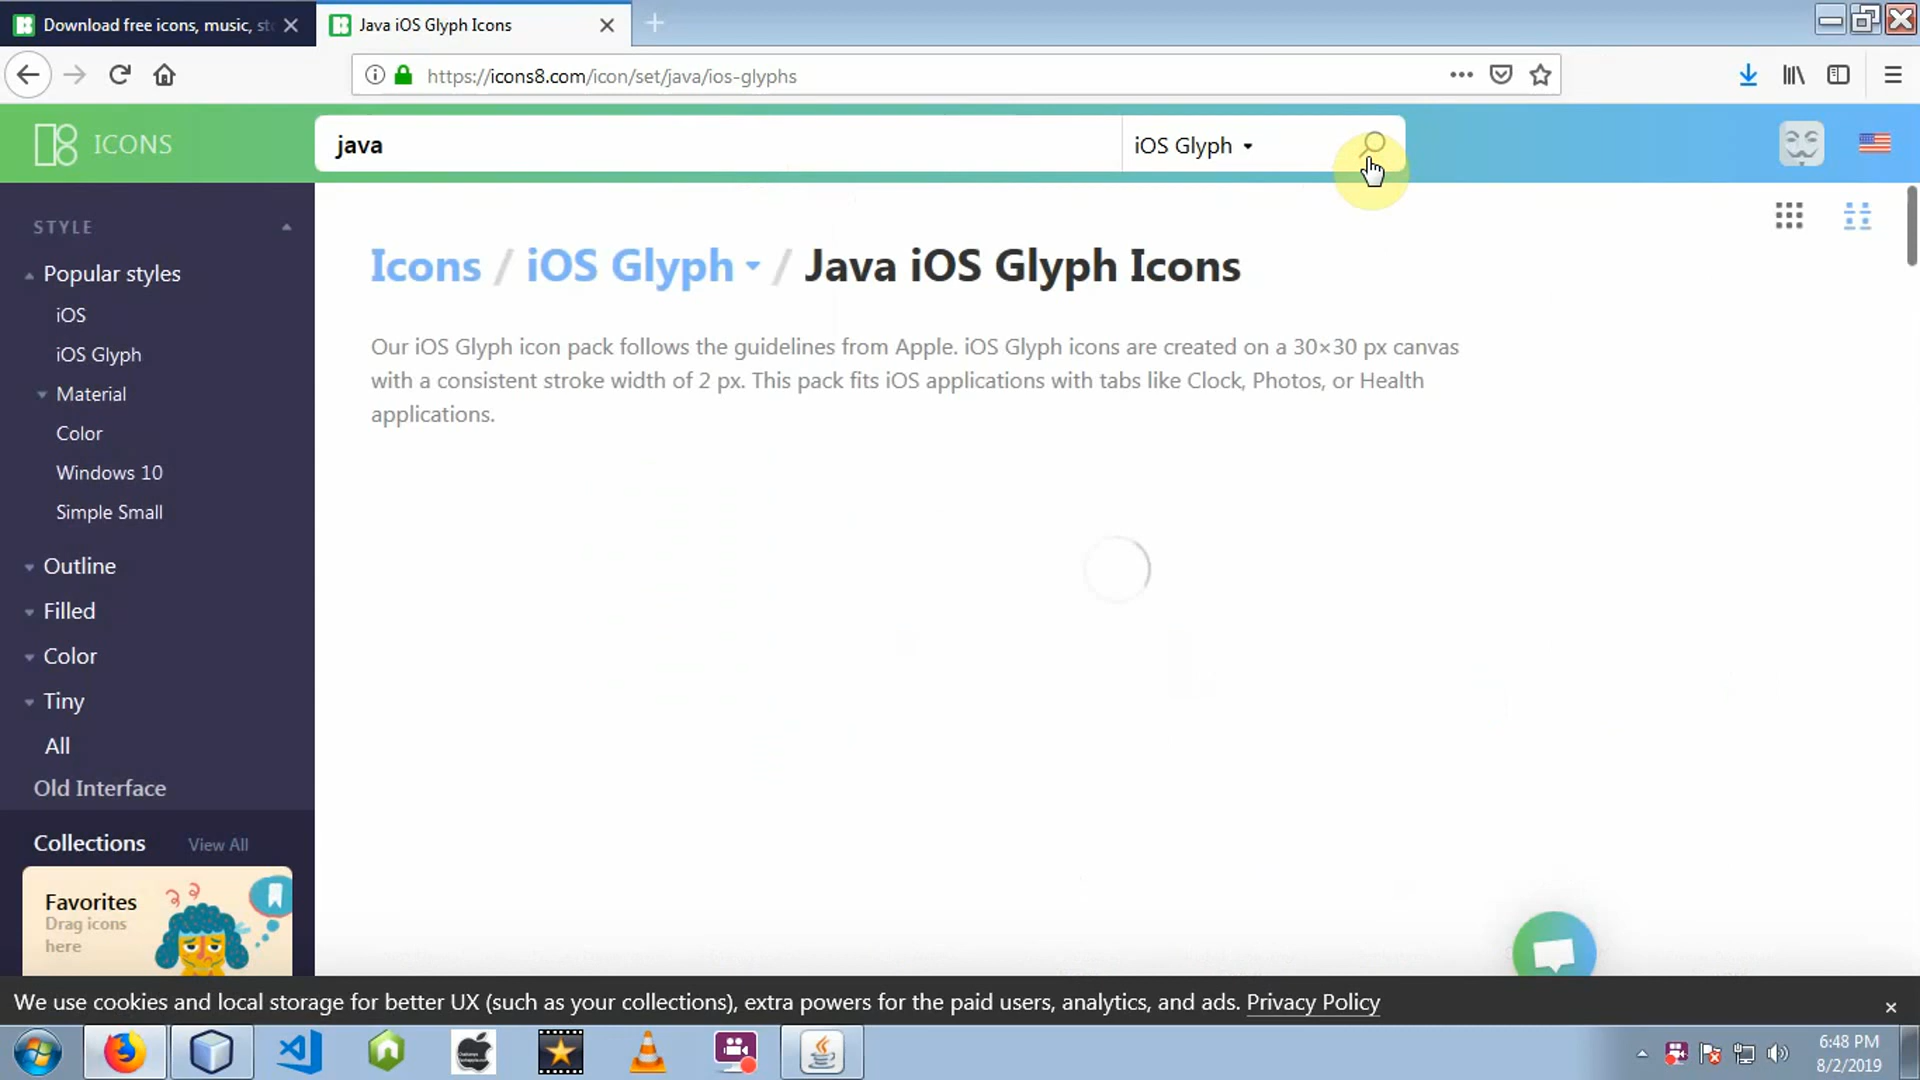 Download free icons, music, st
Java iOS Glyph Icons
https://icons8.com/icon/set/java/ios-glyphs
ICONS
java
iOS Glyph
STYLE
Popular styles
iOS
iOS Glyph
Material
Color
Windows 10
Simple Small
Outline
Filled
Color
Tiny
All
Old Interface
Collections
View All
Favorites
Drag icons
here
Icons / iOS Glyph / Java iOS Glyph Icons
Our iOS Glyph icon pack follows the guidelines from Apple. iOS Glyph icons are created on a 30×30 px canvas
with a consistent stroke width of 2 px. This pack fits iOS applications with tabs like Clock, Photos, or Health
applications.
We use cookies and local storage for better UX (such as your collections), extra powers for the paid users, analytics, and ads. Privacy Policy
6:48 PM
8/2/2019